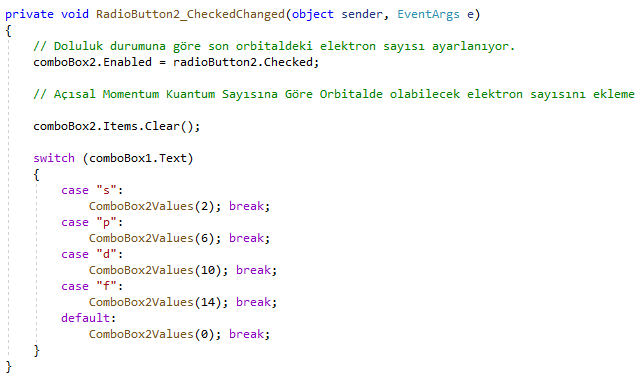 private void RadioButton2_CheckedChanged(object sender, EventArgs e)
{
// Doluluk durumuna göre son orbitaldeki elektron sayısı ayarlanıyor.
comboBox2.Enabled = radioButton2.Checked;
// Açısal Momentum Kuantum Sayısına Göre Orbitalde olabilecek elektron sayısını ekleme
comboBox2.Items.Clear();
switch (comboBox1.Text)
{
case "s":
ComboBox2Values(2); break;
case "p":
ComboBox2Values(6); break;
case "d":
ComboBox2Values(10); break;
case "f":
ComboBox2Values(14); break;
default:
ComboBox2Values(0); break;
}
}